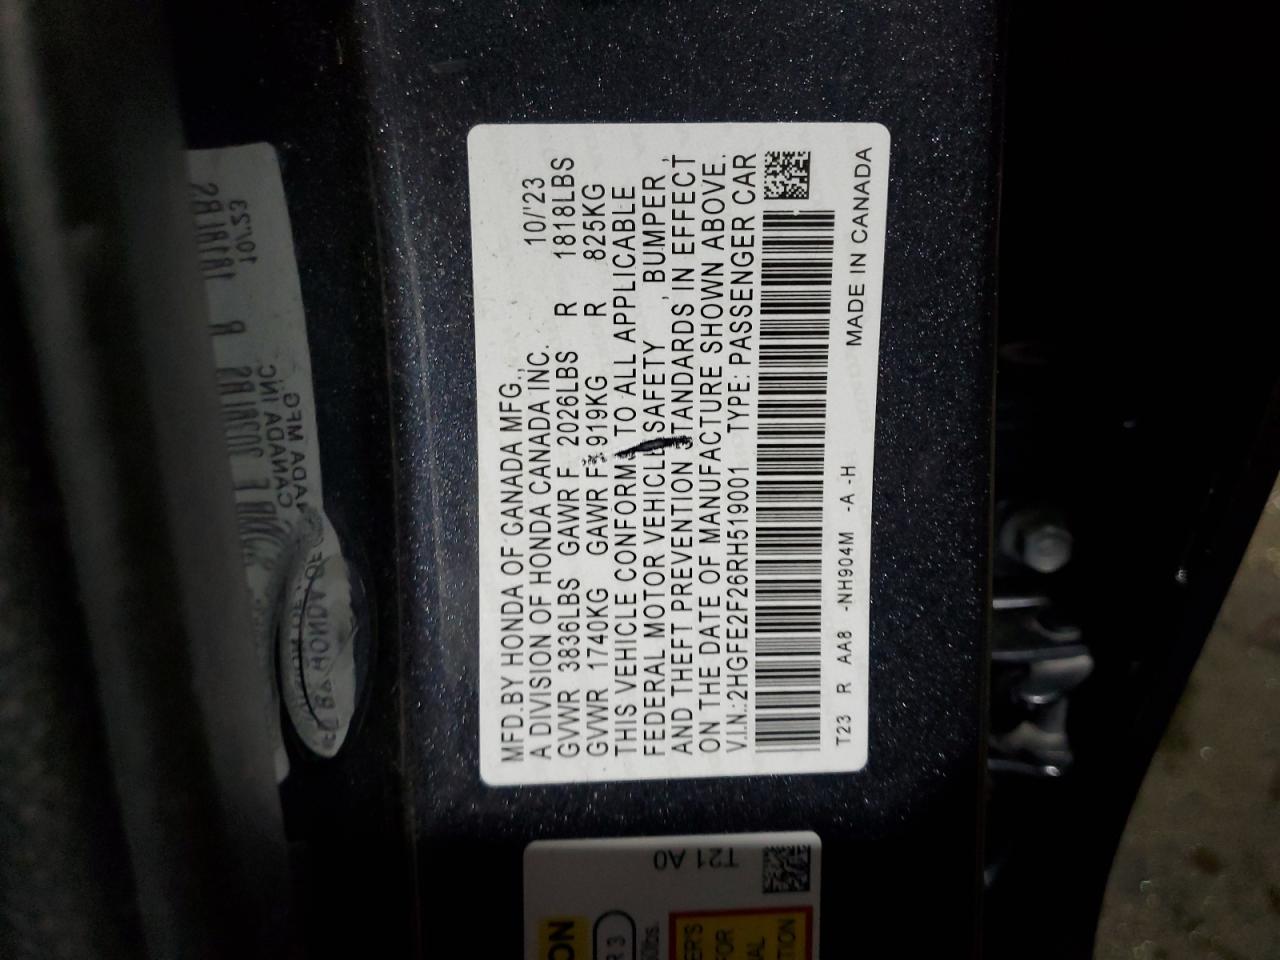 MFD.BY HONDA OF CANADA MFG.,
A DIVISION OF HONDA CANADA INC. 10/'23
GVWR 3836LBS GAWR F 2026LBS R 1818LBS
GVWR 1740KG GAWR F 919KG R 825KG
THIS VEHICLE CONFORMS TO ALL APPLICABLE
FEDERAL MOTOR VEHICLE SAFETY , BUMPER ,
AND THEFT PREVENTION STANDARDS IN EFFECT
ON THE DATE OF MANUFACTURE SHOWN ABOVE.
V.I.N.:2HGFE2F26RH519001 TYPE: PASSENGER CAR
T23 R AA8 -NH904M -A -H MADE IN CANADA
T21 A0